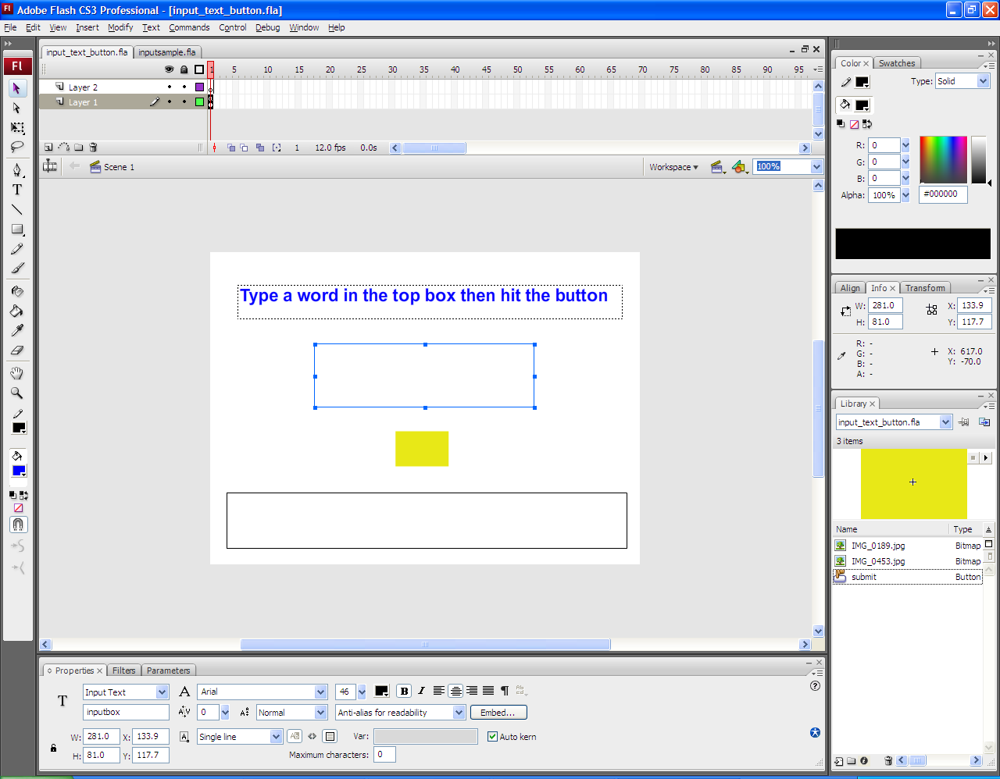 Adobe Flash CS3 Professional - [input_text_button.fla]
File Edit View Insert Modify Text Commands Control Debug Window Help
input_text_button.fla inputsample.fla
1 5 10 15 20 25 30 35 40 45 50 55 60 65 70 75 80 85 90 95
Layer 2
Layer 1
1 12.0 fps 0.0s
Scene 1 Workspace 100%
Type a word in the top box then hit the button
Fl
T
Color Swatches
Type: Solid
R: 0
G: 0
B: 0
Alpha: 100% #000000
Align Info Transform
W: 281.0 X: 133.9
H: 81.0 Y: 117.7
R: -
G: -
B: -
A: -
X: 617.0
Y: -70.0
Library
input_text_button.fla
3 items
Name Type
IMG_0189.jpg Bitmap
IMG_0453.jpg Bitmap
submit Button
Properties Filters Parameters
T Input Text A Arial 46 B I
inputbox 0 Normal Anti-alias for readability Embed...
W: 281.0 X: 133.9 Single line Var: Auto kern
H: 81.0 Y: 117.7 Maximum characters: 0